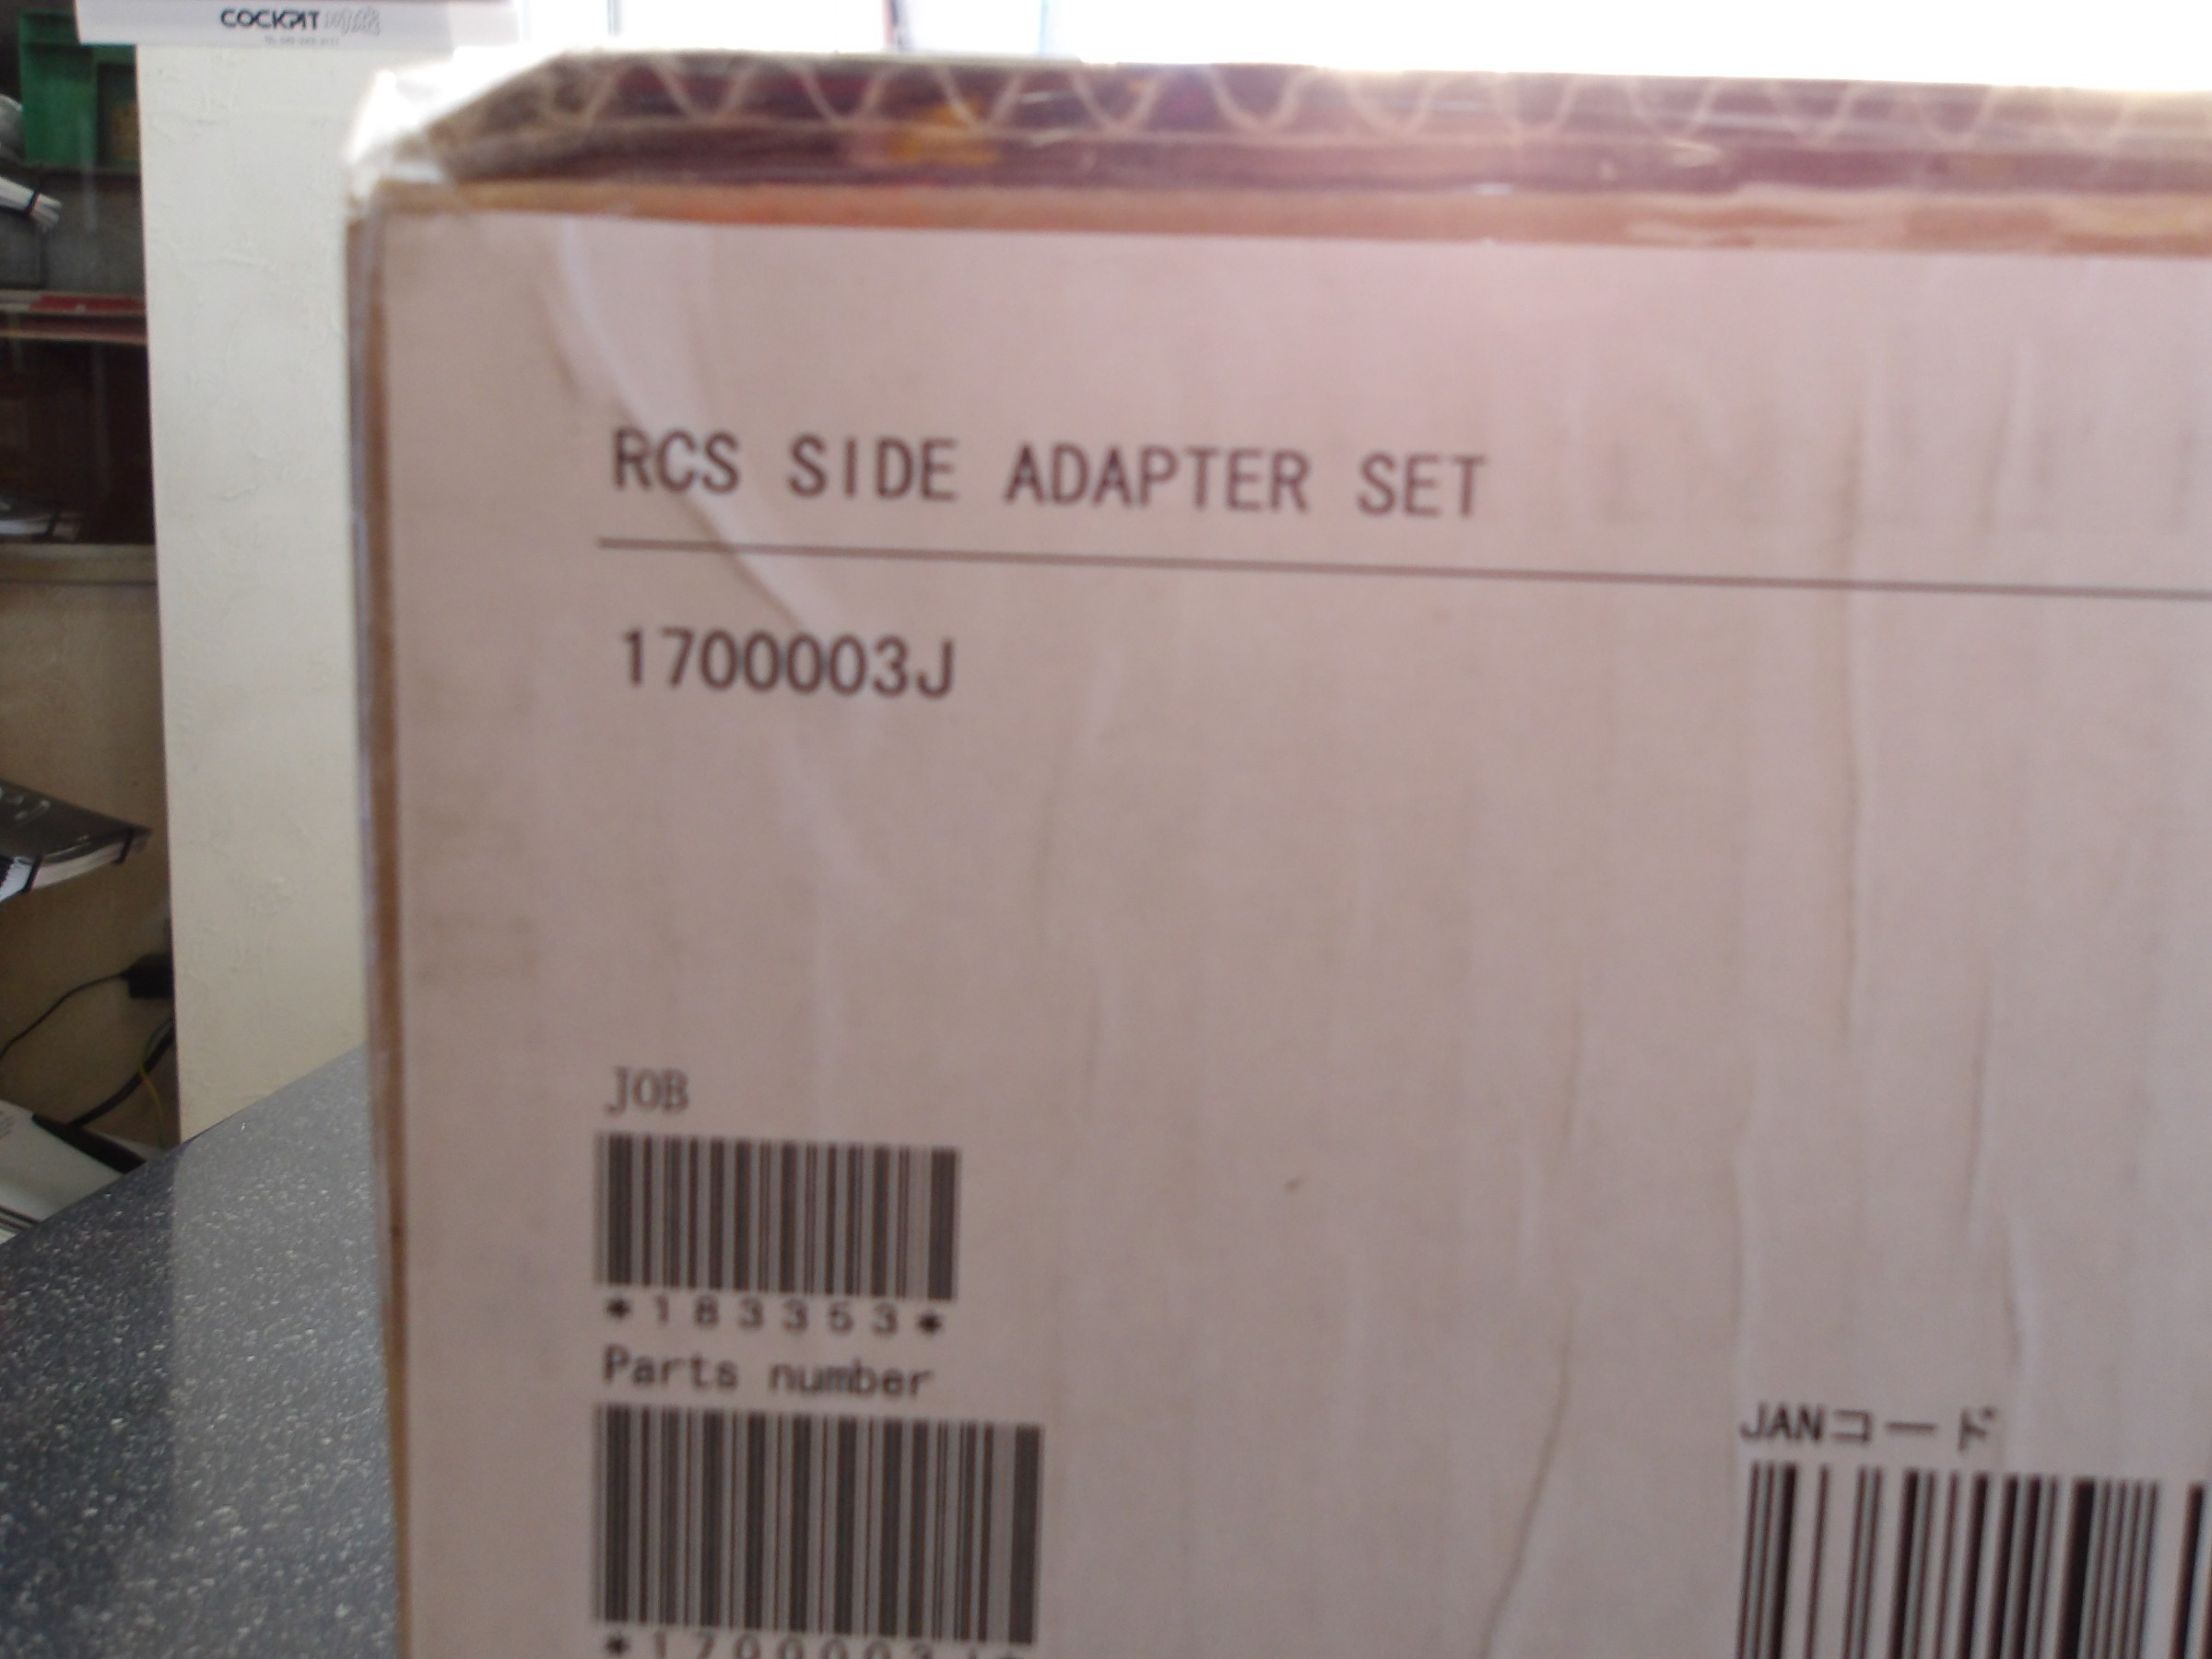 COCKPIT
RCS SIDE ADAPTER SET
1700003J
JOB
*183353*
Parts number
JANコード